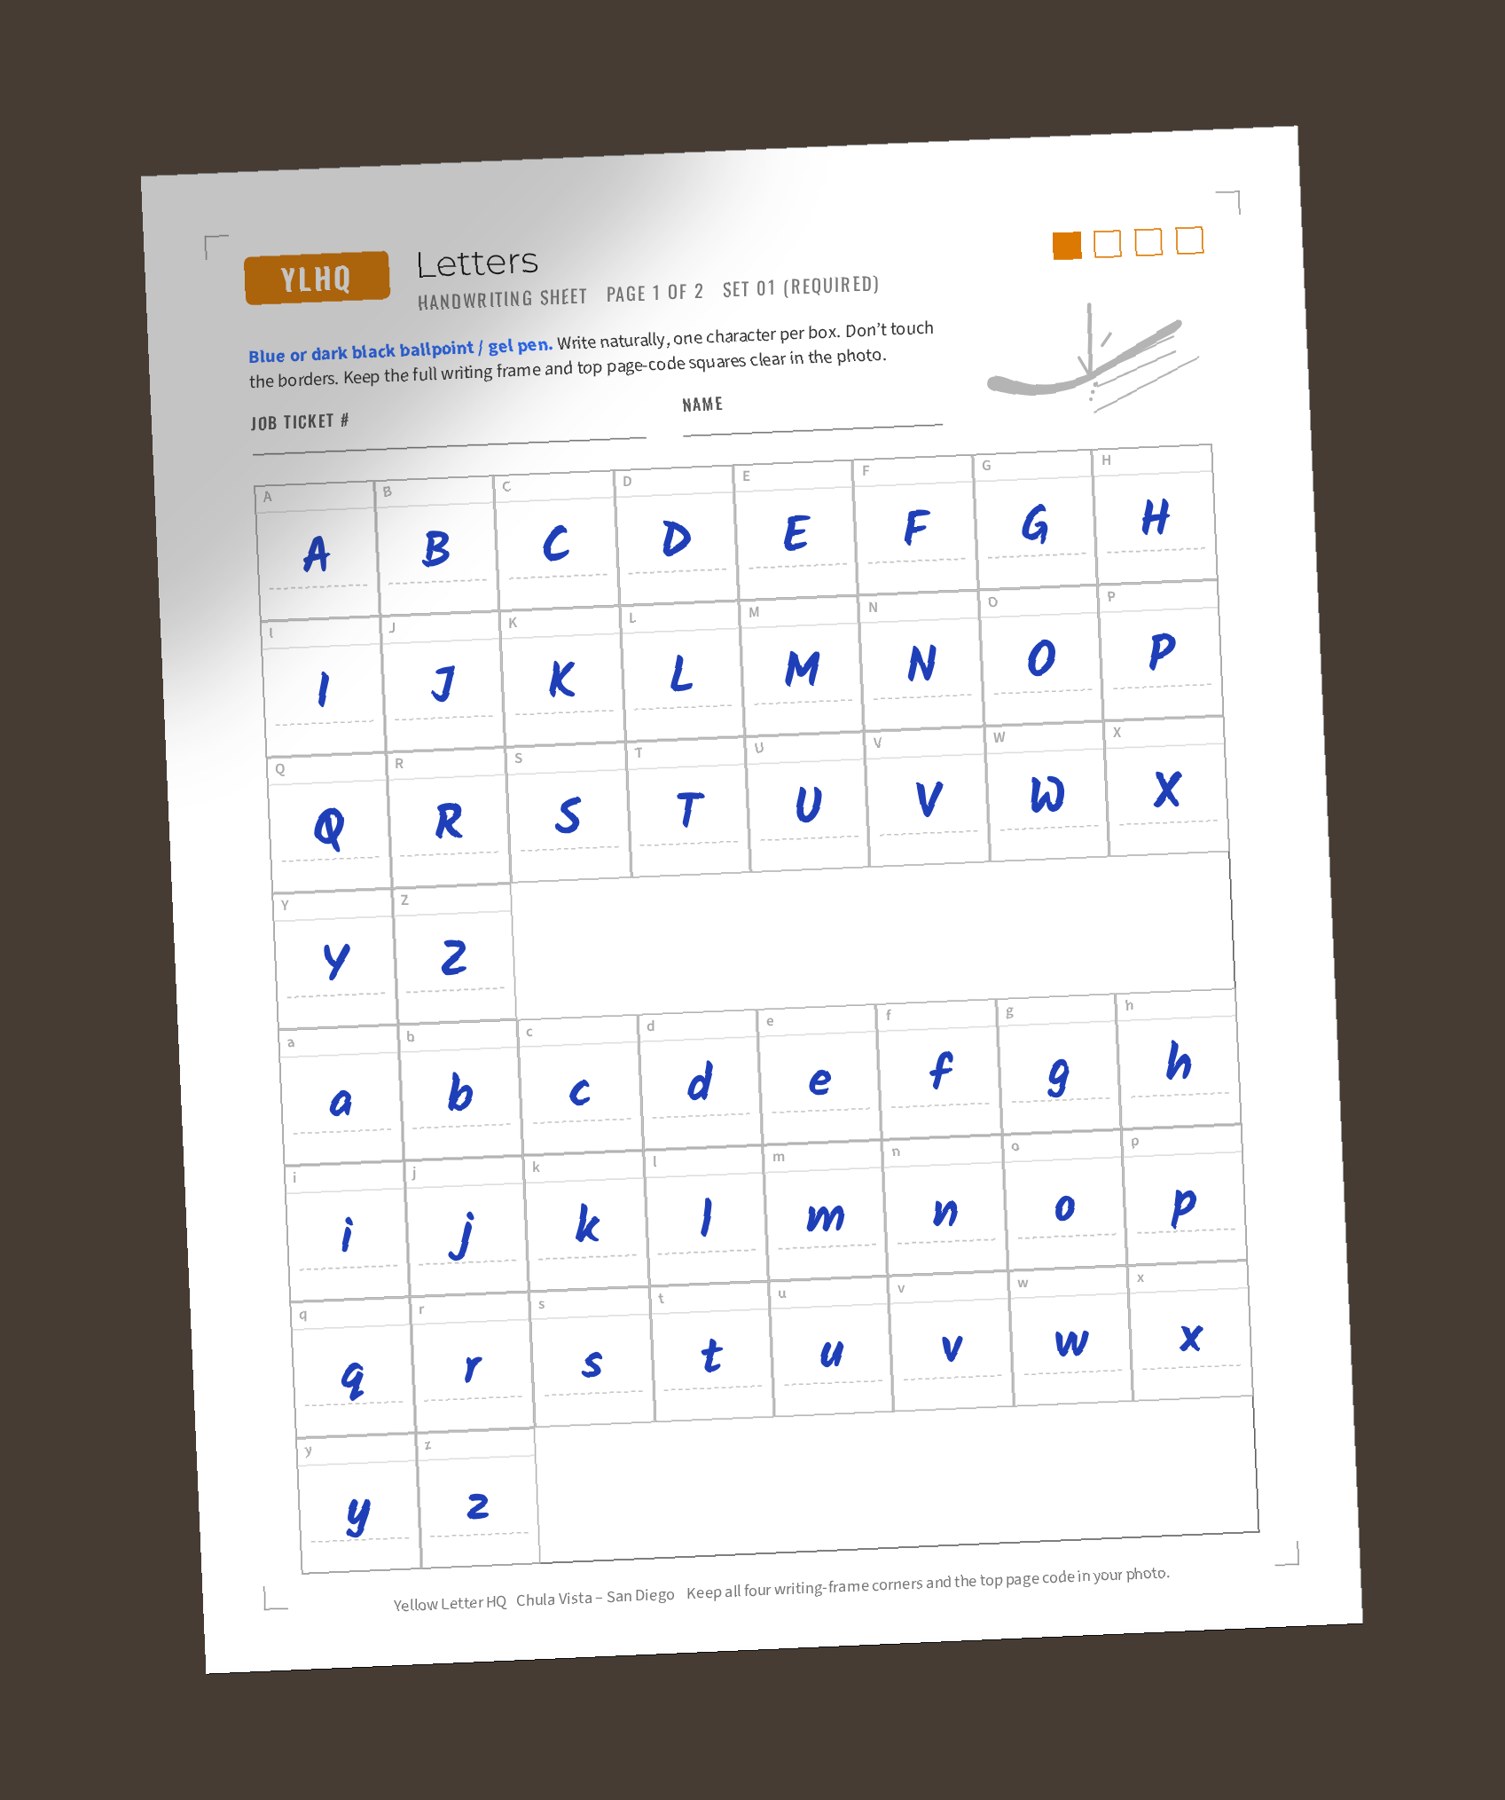 YLHQ
Letters
HANDWRITING SHEET PAGE 1 OF 2 SET 01 (REQUIRED)
Blue or dark black ballpoint / gel pen. Write naturally, one character per box. Don't touch
the borders. Keep the full writing frame and top page-code squares clear in the photo.
JOB TICKET # NAME
A B C D E F G H
A B C D E F G H
I J K L M N O P
I J K L M N O P
Q R S T U V W X
Q R S T U V W X
Y Z
Y Z
a b c d e f g h
a b c d e f g h
i j k l m n o p
i j k l m n o p
q r s t u v w x
q r s t u v w x
y z
y z
Yellow Letter HQ Chula Vista – San Diego Keep all four writing-frame corners and the top page code in your photo.